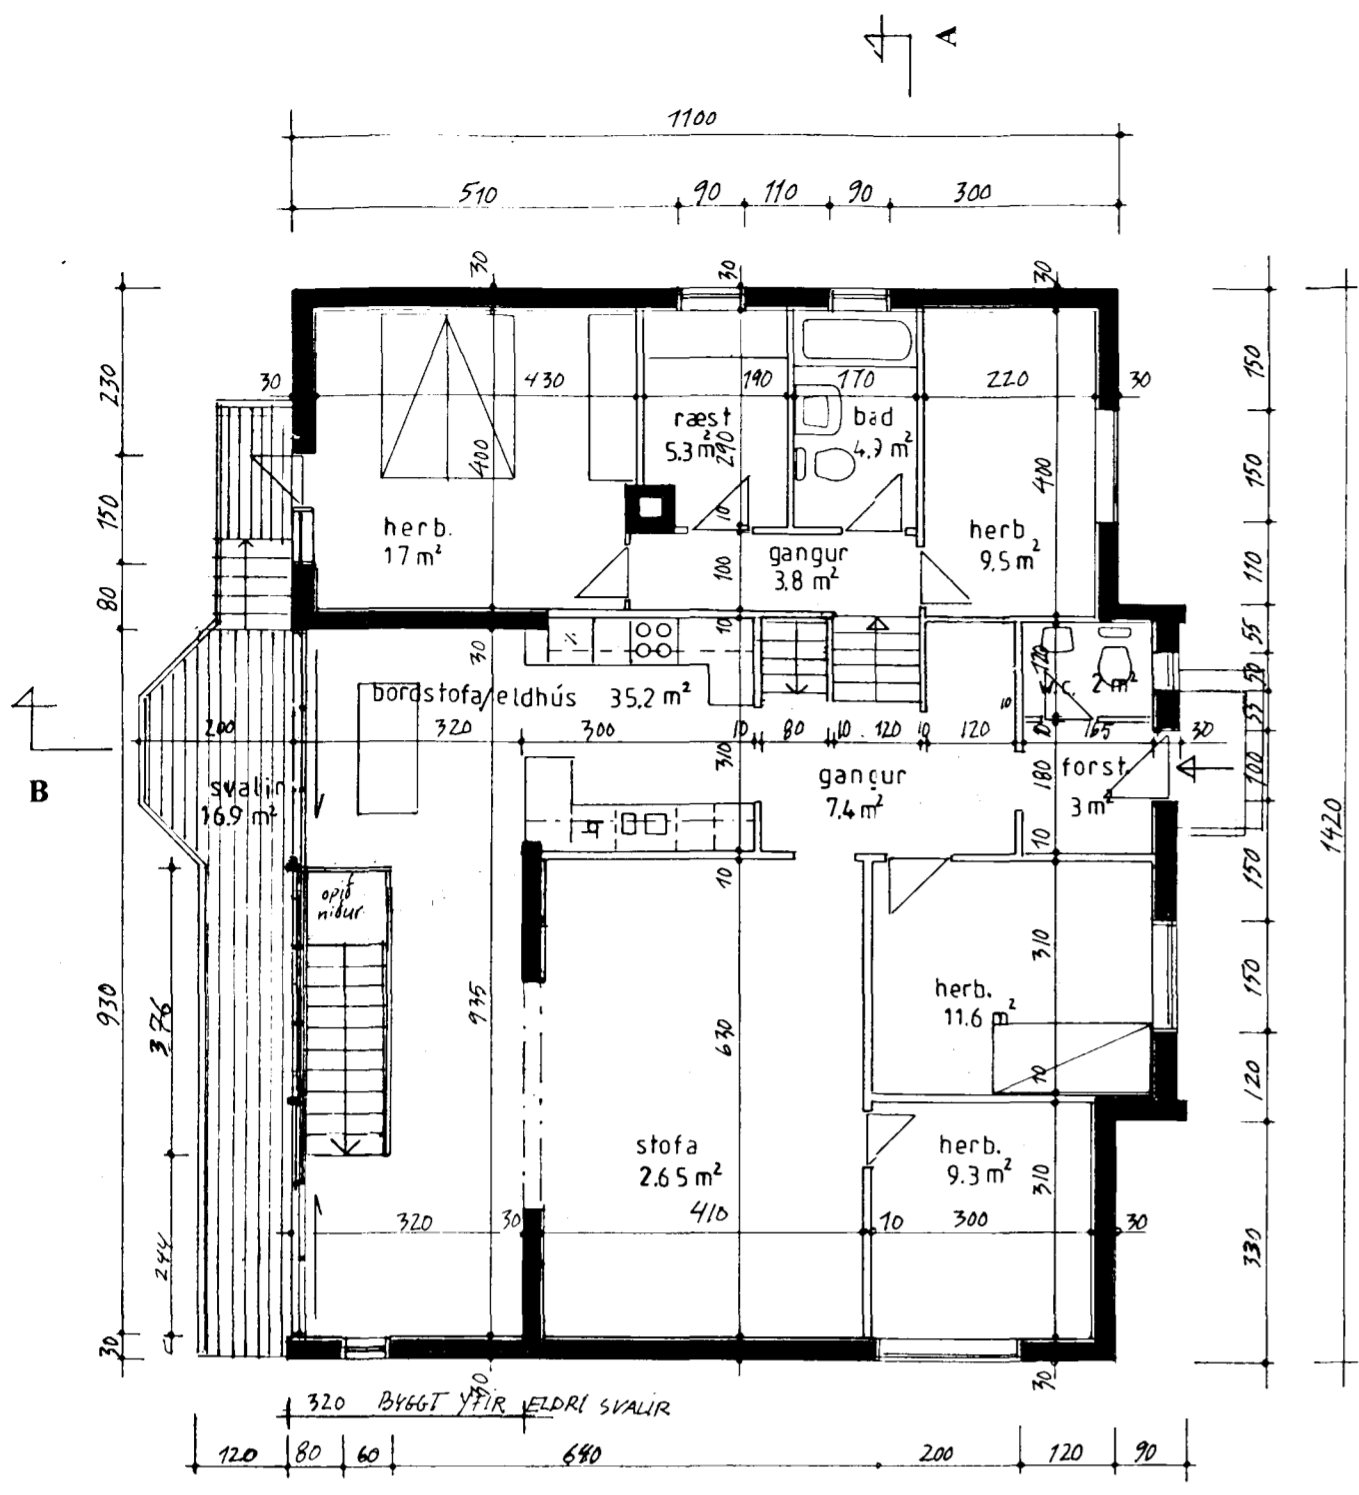 A
1100
510 90 110 90 300
30 30 30
230
30 430 190 170 220 30
150
ræst
5.3 m²
290
bað
4.7 m²
400
400
150
150
herb.
17 m²
10
herb
9.5 m²
gangur
3.8 m²
100
110
80
10
30
55
120
w.c. 2 m²
50
borðstofa/eldhús 35.2 m²
10
55
200 320 300 10 80 10 120 10 120 10 165 30
B
310
svalir
16.9 m²
gangur
7.4 m²
180
forst.
3 m²
100
1420
10
10
150
opið
niður
310
930
376
935
630
herb.
11.6 m²
150
10
120
stofa
2.65 m²
herb.
9.3 m²
310
320 30 410 10 300 30
244
330
30
30
30
320 BYGGT YFIR ELDRI SVALIR
120 80 60 680 200 120 90